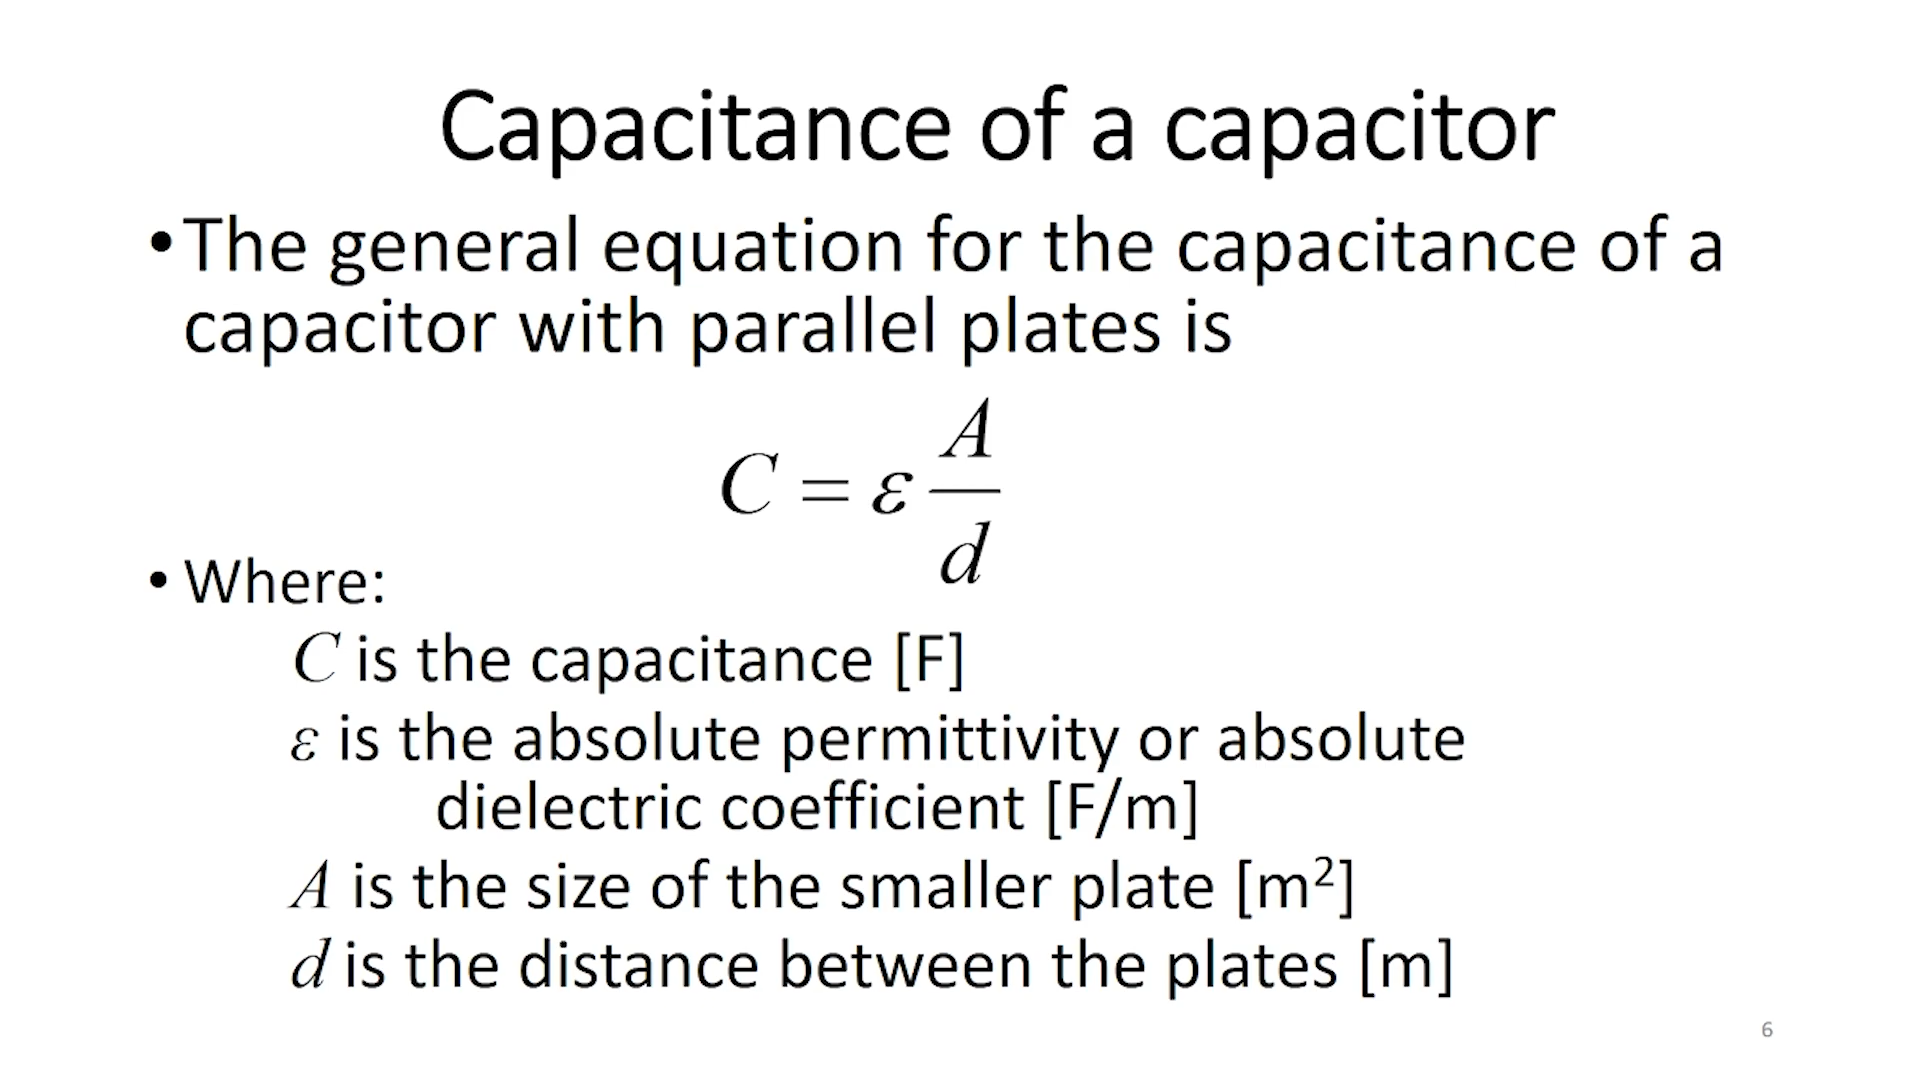 Capacitance of a capacitor
•The general equation for the capacitance of a
capacitor with parallel plates is
C = ε A/d
• Where:
C is the capacitance [F]
ε is the absolute permittivity or absolute
dielectric coefficient [F/m]
A is the size of the smaller plate [m²]
d is the distance between the plates [m]
6